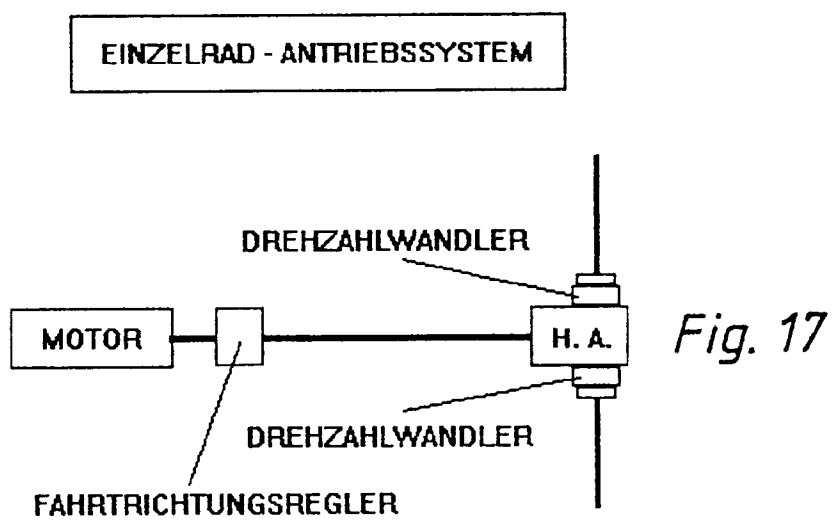 EINZELRAD - ANTRIEBSSYSTEM
DREHZAHLWANDLER
MOTOR
H. A.
Fig. 17
DREHZAHLWANDLER
FAHRTRICHTUNGSREGLER